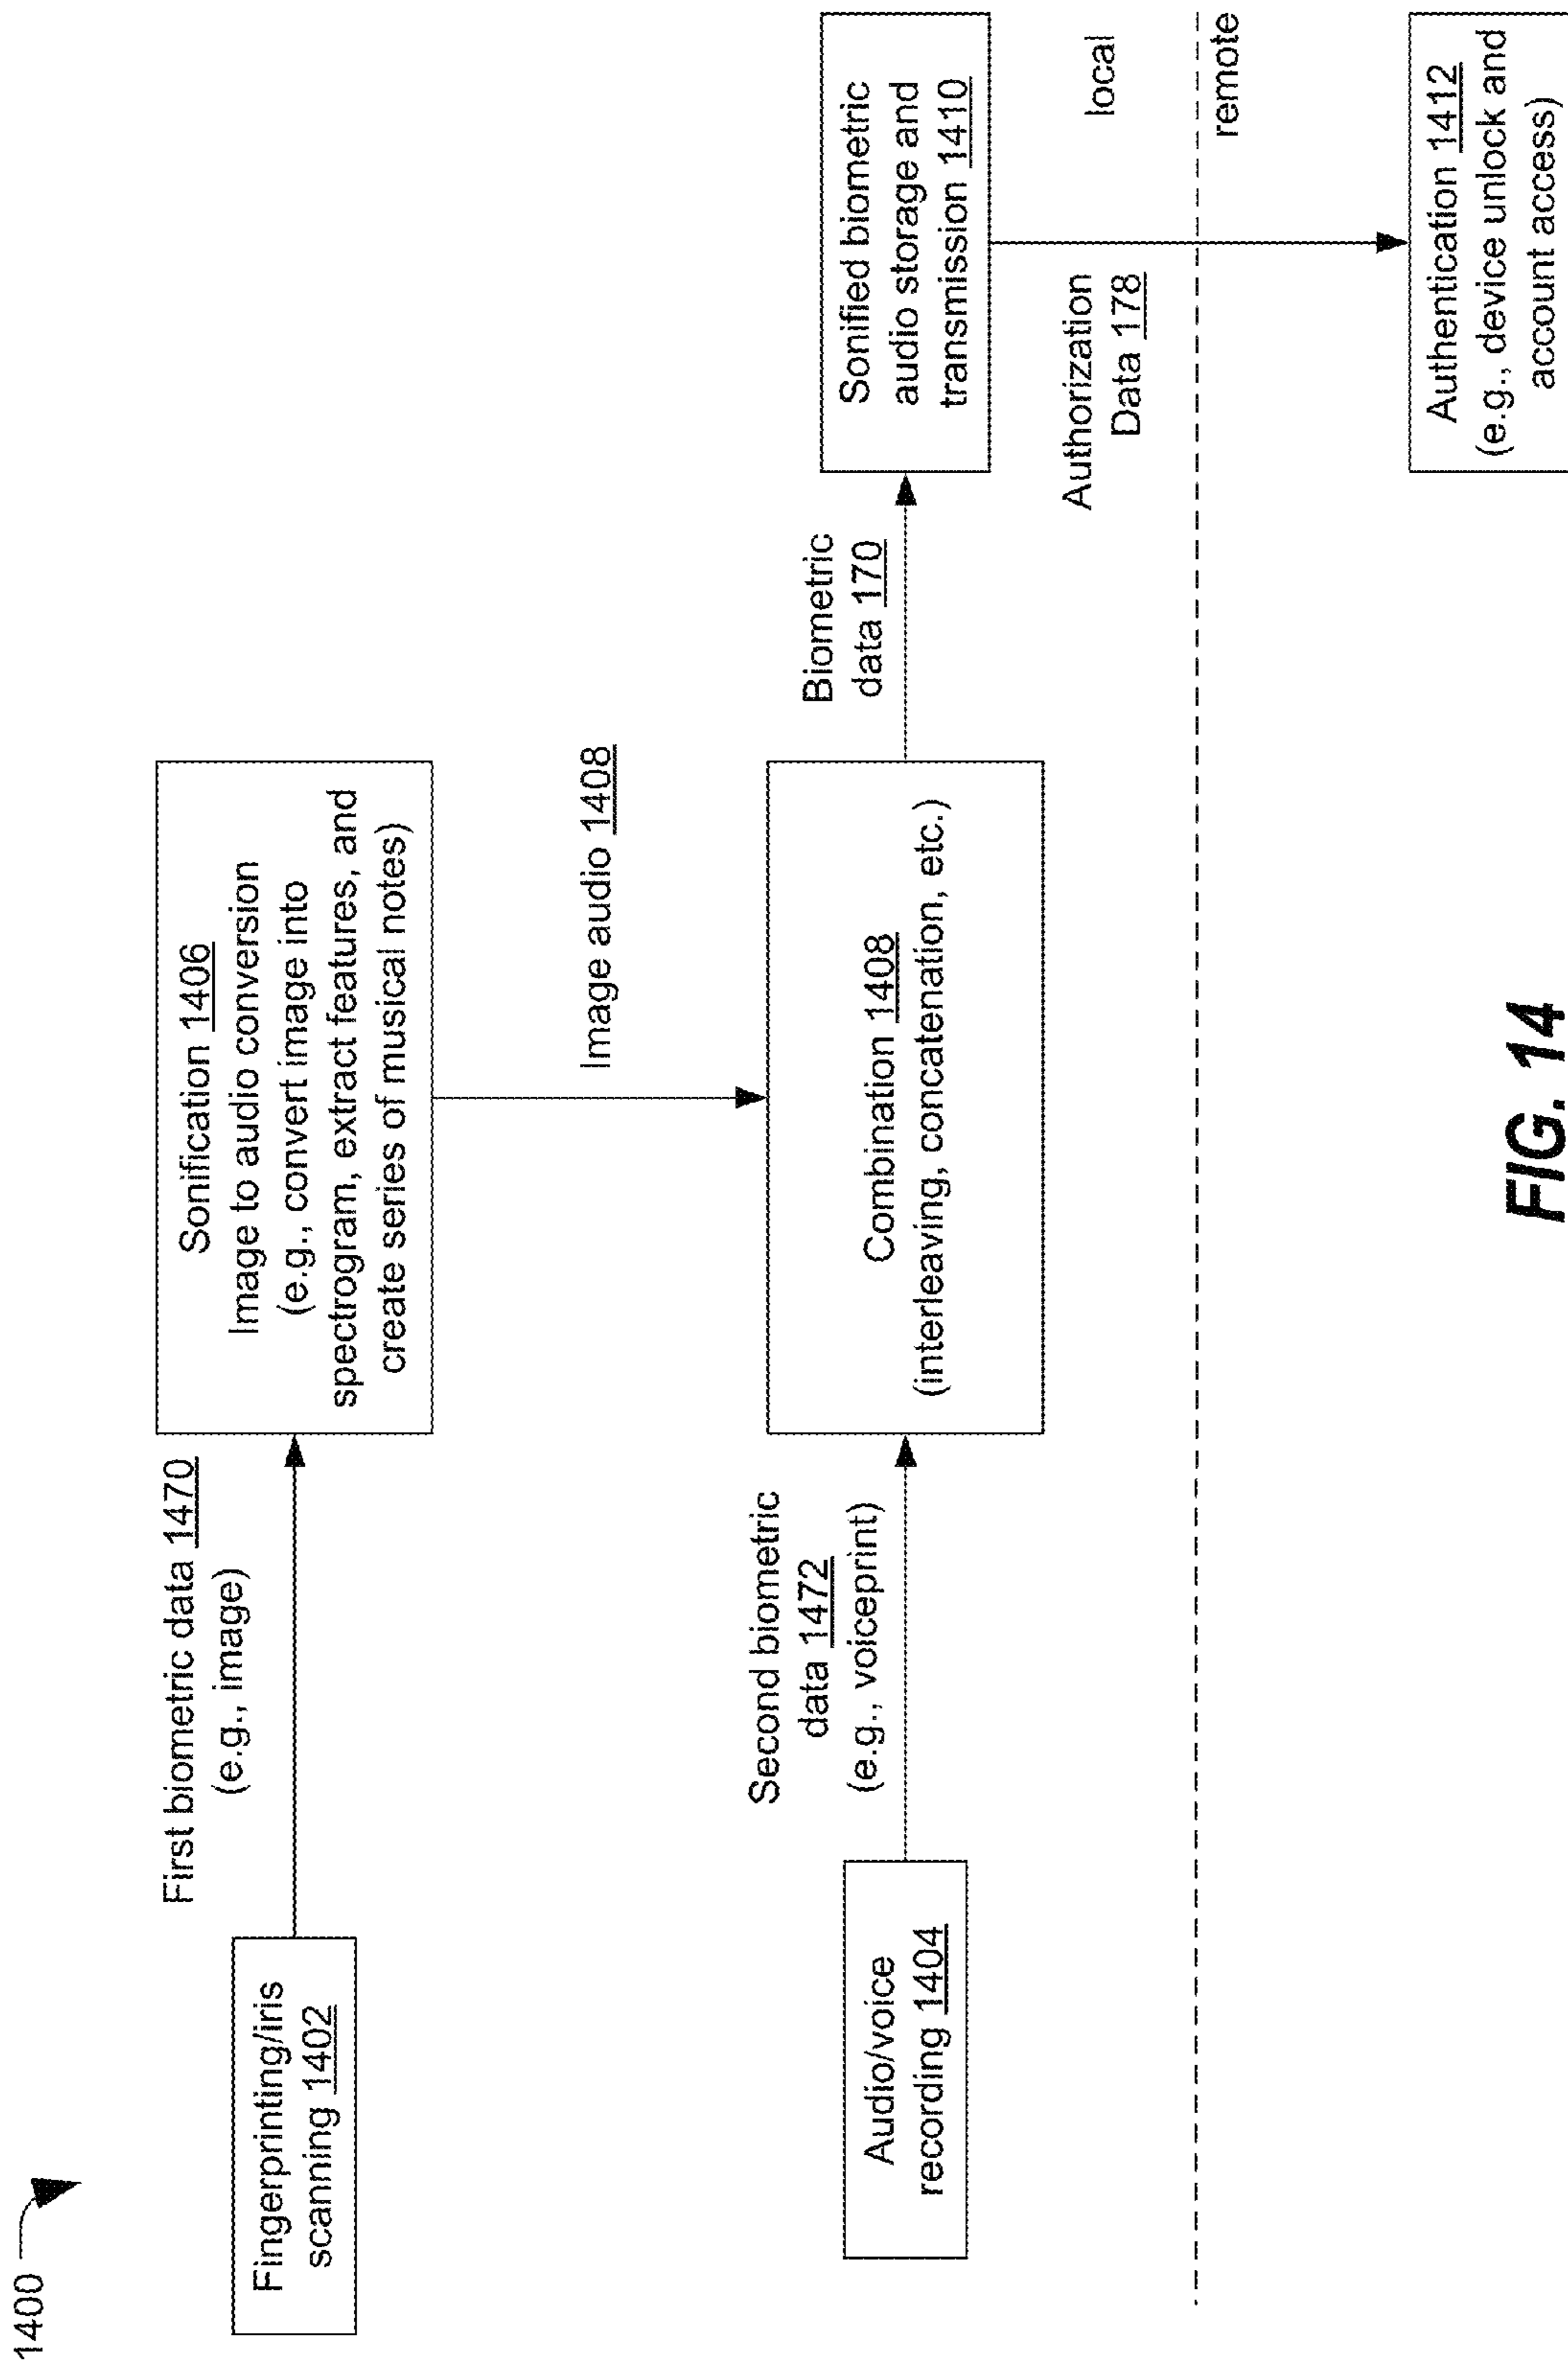 1400
Fingerprinting/iris
scanning 1402
First biometric data 1470
(e.g., image)
Sonification 1406
Image to audio conversion
(e.g., convert image into
spectrogram, extract features, and
create series of musical notes)
Image audio 1408
Audio/voice
recording 1404
Second biometric
data 1472
(e.g., voiceprint)
Combination 1408
(interleaving, concatenation, etc.)
Biometric
data 170
Sonified biometric
audio storage and
transmission 1410
Authorization
Data 178
local
remote
Authentication 1412
(e.g., device unlock and
account access)
FIG. 14